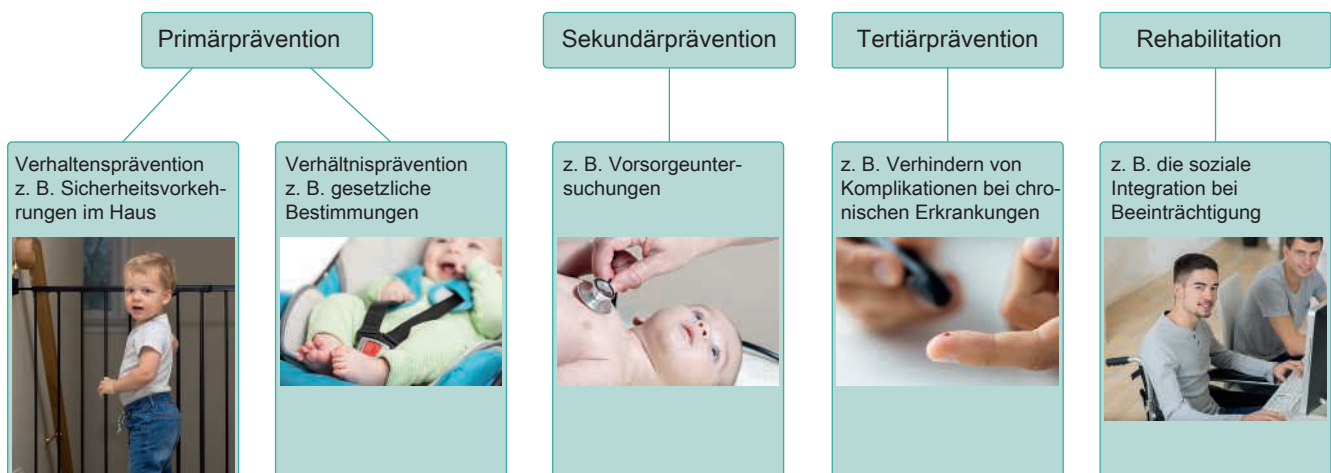 Primärprävention
Sekundärprävention
Tertiärprävention
Rehabilitation
Verhaltensprävention
z. B. Sicherheitsvorkeh-
rungen im Haus
Verhältnisprävention
z. B. gesetzliche
Bestimmungen
z. B. Vorsorgeunter-
suchungen
z. B. Verhindern von
Komplikationen bei chro-
nischen Erkrankungen
z. B. die soziale
Integration bei
Beeinträchtigung